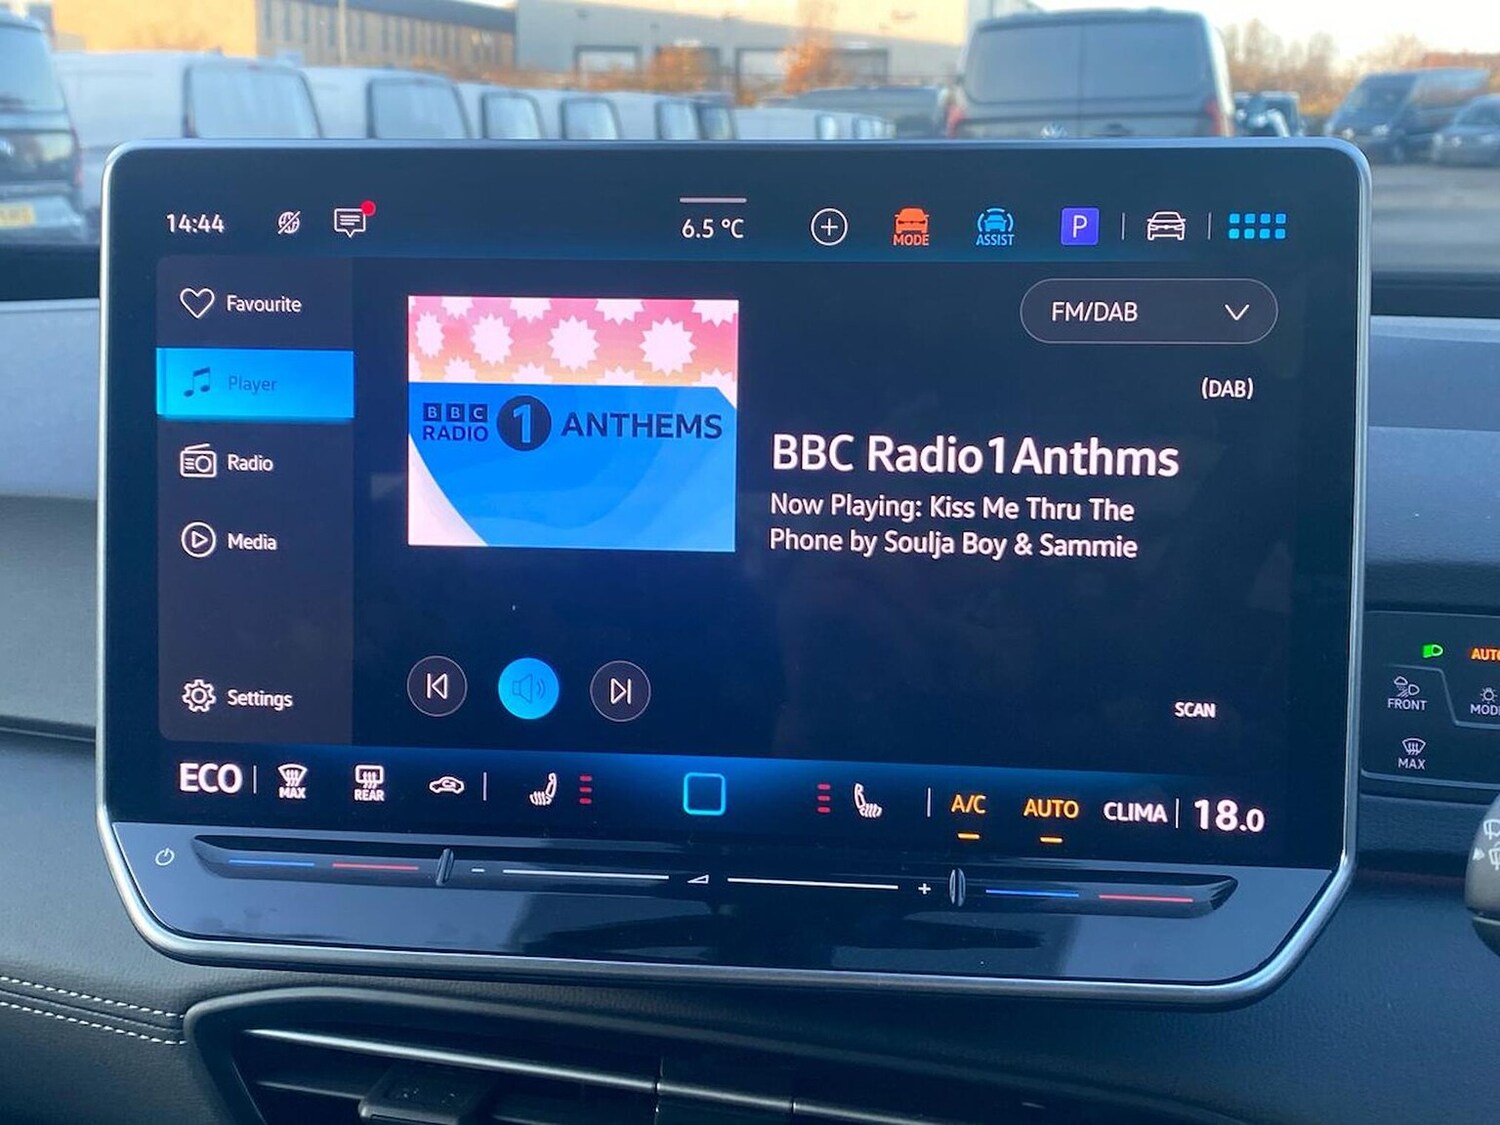 14:44
6.5 °C
MODE
ASSIST
P
Favourite
Player
Radio
Media
Settings
BBC
RADIO 1 ANTHEMS
FM/DAB
(DAB)
BBC Radio1Anthms
Now Playing: Kiss Me Thru The
Phone by Soulja Boy & Sammie
SCAN
ECO
MAX
REAR
A/C
AUTO
CLIMA
18.0
- +
AUTO
FRONT
MODE
MAX